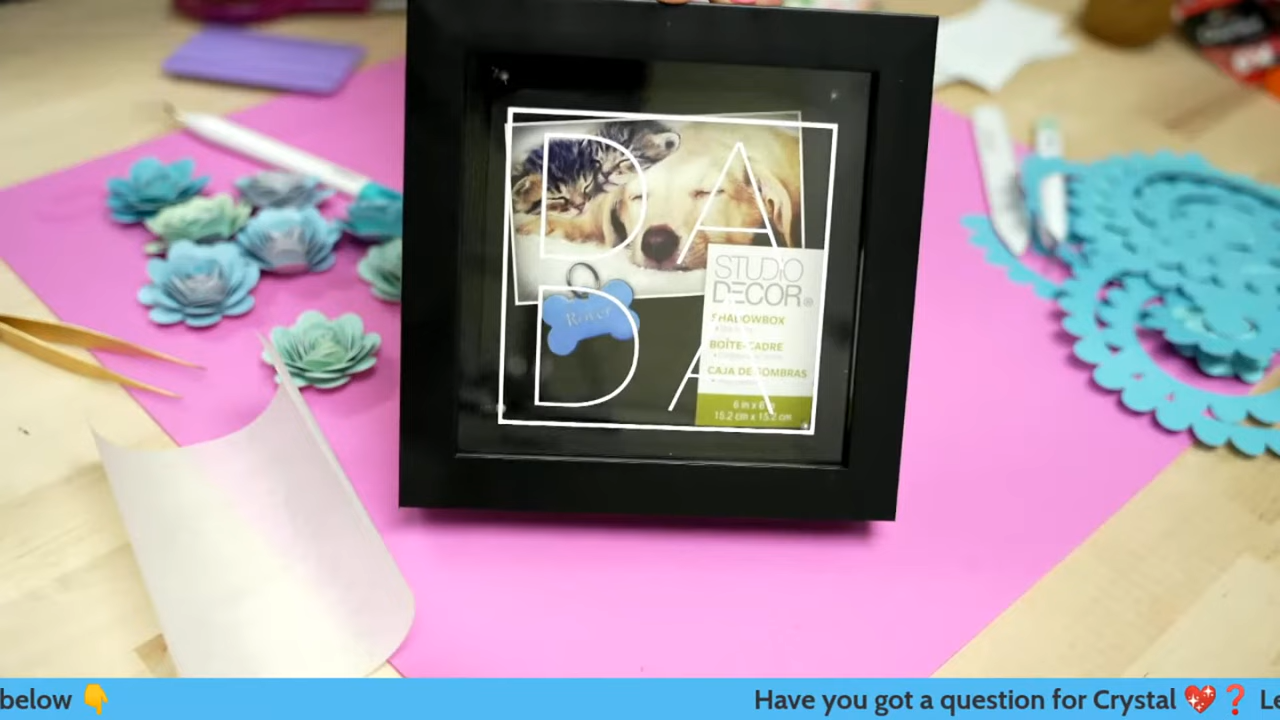 DA
DA
Rover
STUDiO
DECOR®
SHADOWBOX
BOÎTE-CADRE
CAJA DE SOMBRAS
6 in x 6 in
15.2 cm x 15.2 cm
below 👇
Have you got a question for Crystal 💖❓ Le